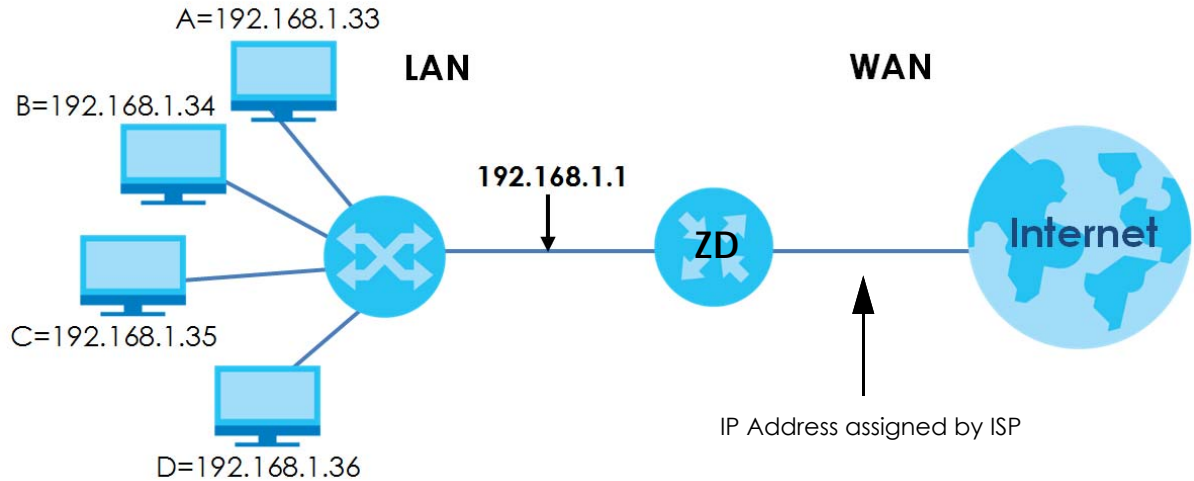 A=192.168.1.33
LAN
WAN
B=192.168.1.34
192.168.1.1
ZD
Internet
C=192.168.1.35
IP Address assigned by ISP
D=192.168.1.36